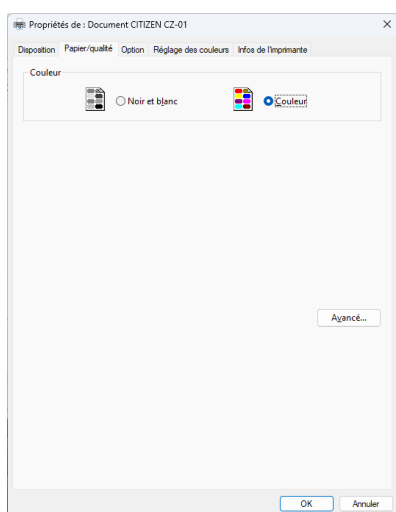 Propriétés de : Document CITIZEN CZ-01
Disposition Papier/qualité Option Réglage des couleurs Infos de l'imprimante
Couleur
Noir et blanc Couleur
Avancé...
OK Annuler